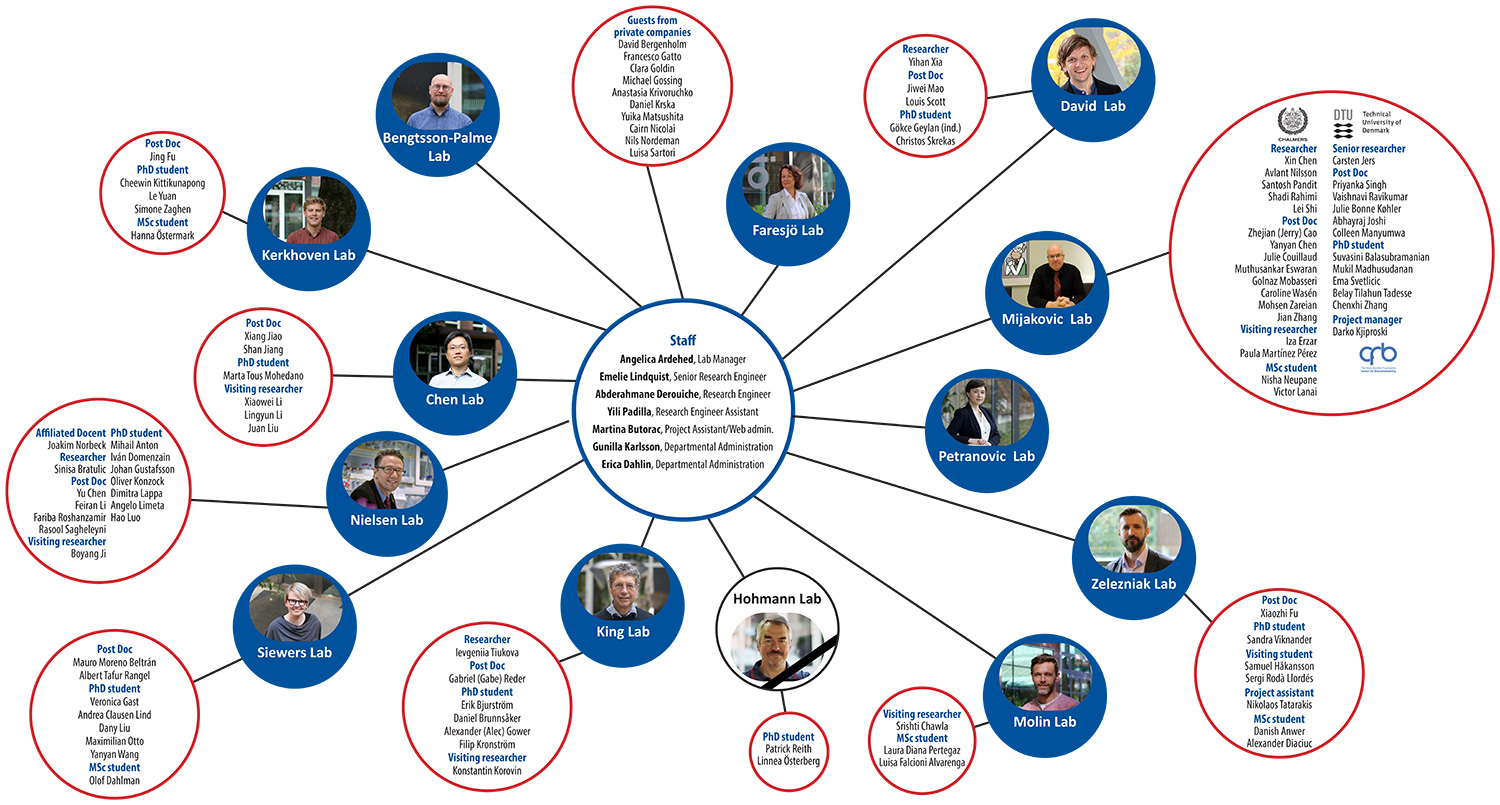 Guests from
private companies
David Bergenholm
Francesco Gatto
Clara Goldin
Michael Gossing
Anastasia Krivoruchko
Daniel Krska
Yuika Matsushita
Cairn Nicolai
Nils Nordeman
Luisa Sartori
Bengtsson-Palme
Lab
Researcher
Yihan Xia
Post Doc
Jiwei Mao
Louis Scott
PhD student
Gökce Geylan (ind.)
Christos Skrekas
David Lab
Post Doc
Jing Fu
PhD student
Cheewin Kittikunapong
Le Yuan
Simone Zaghen
MSc student
Hanna Östermark
Kerkhoven Lab
Faresjö Lab
Mijakovic Lab
CHALMERS
Researcher
Xin Chen
Avlant Nilsson
Santosh Pandit
Shadi Rahimi
Lei Shi
Post Doc
Zhejian (Jerry) Cao
Yanyan Chen
Julie Couillaud
Muthusankar Eswaran
Golnaz Mobasseri
Caroline Wasén
Mohsen Zareian
Jian Zhang
Visiting researcher
Iza Erzar
Paula Martínez Pérez
MSc student
Nisha Neupane
Victor Lanai
DTU
Technical
University of
Denmark
Senior researcher
Carsten Jers
Post Doc
Priyanka Singh
Vaishnavi Ravikumar
Julie Bonne Køhler
Abhayraj Joshi
Colleen Manyumwa
PhD student
Suvasini Balasubramanian
Mukil Madhusudanan
Ema Svetlicic
Belay Tilahun Tadesse
Chenxhi Zhang
Project manager
Darko Kjiproski
Post Doc
Xiang Jiao
Shan Jiang
PhD student
Marta Tous Mohedano
Visiting researcher
Xiaowei Li
Lingyun Li
Juan Liu
Chen Lab
Staff
Angelica Ardehed, Lab Manager
Emelie Lindquist, Senior Research Engineer
Abderahmane Derouiche, Research Engineer
Yili Padilla, Research Engineer Assistant
Martina Butorac, Project Assistant/Web admin.
Gunilla Karlsson, Departmental Administration
Erica Dahlin, Departmental Administration
Petranovic Lab
Affiliated Docent
Joakim Norbeck
Researcher
Sinisa Bratulic
Post Doc
Yu Chen
Feiran Li
Fariba Roshanzamir
Rasool Sagheleyni
Visiting researcher
Boyang Ji
PhD student
Mihail Anton
Iván Domenzain
Johan Gustafsson
Oliver Konzock
Dimitra Lappa
Angelo Limeta
Hao Luo
Nielsen Lab
Zelezniak Lab
Post Doc
Xiaozhi Fu
PhD student
Sandra Viknander
Visiting student
Samuel Håkansson
Sergi Rodà Llordés
Project assistant
Nikolaos Tatarakis
MSc student
Danish Anwer
Alexander Diaciuc
Siewers Lab
Post Doc
Mauro Moreno Beltrán
Albert Tafur Rangel
PhD student
Veronica Gast
Andrea Clausen Lind
Dany Liu
Maximilian Otto
Yanyan Wang
MSc student
Olof Dahlman
King Lab
Researcher
Ievgeniia Tiukova
Post Doc
Gabriel (Gabe) Reder
PhD student
Erik Bjurström
Daniel Brunnsåker
Alexander (Alec) Gower
Filip Kronström
Visiting researcher
Konstantin Korovin
Hohmann Lab
PhD student
Patrick Reith
Linnea Österberg
Molin Lab
Visiting researcher
Srishti Chawla
MSc student
Laura Diana Pertegaz
Luisa Falcioni Alvarenga